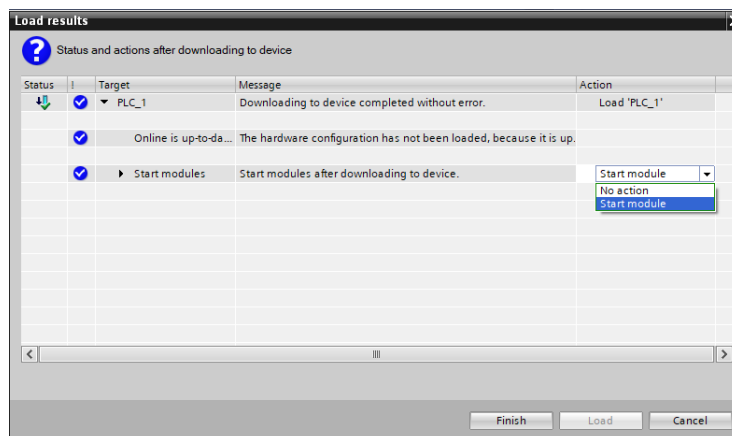 Load results
Status and actions after downloading to device
Status ! Target Message Action
PLC_1 Downloading to device completed without error. Load 'PLC_1'
Online is up-to-da... The hardware configuration has not been loaded, because it is up.
Start modules Start modules after downloading to device. Start module
No action
Start module
Finish Load Cancel